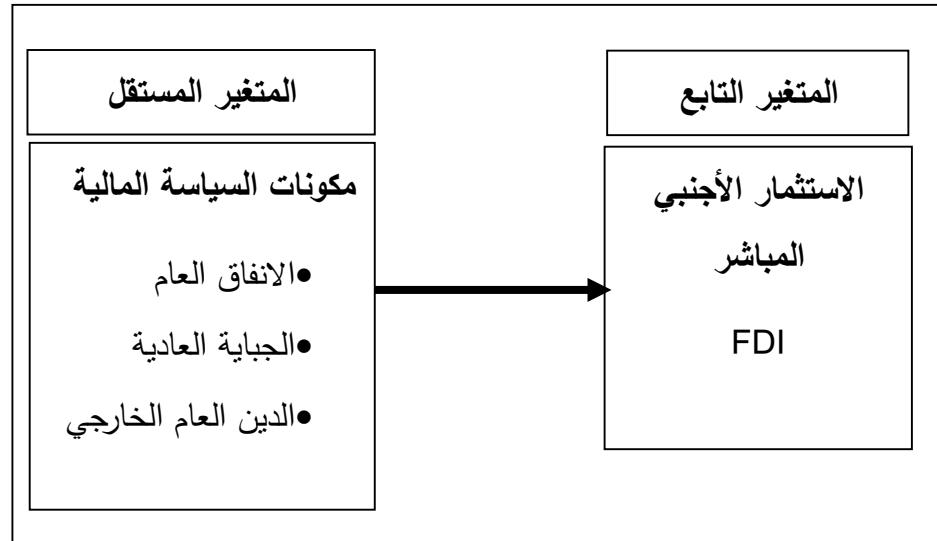 المتغير المستقل
مكونات السياسة المالية
•الانفاق العام
•الجباية العادية
•الدين العام الخارجي
المتغير التابع
الاستثمار الأجنبي
المباشر
FDI